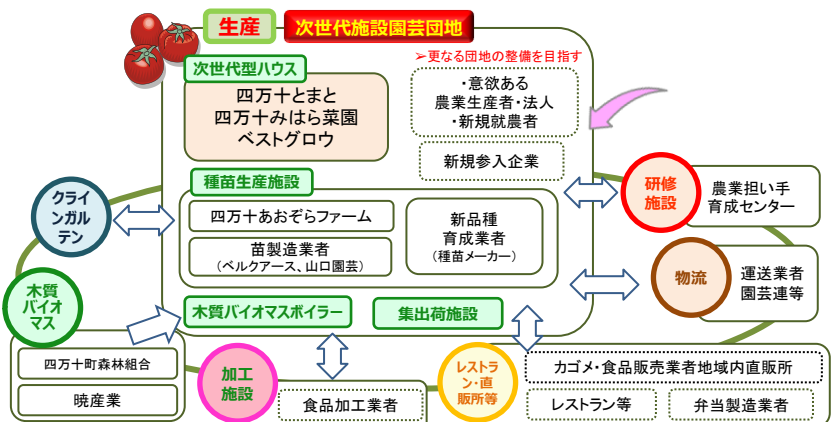 生産
次世代施設園芸団地
次世代型ハウス
四万十とまと
四万十みはら菜園
ベストグロウ
➢更なる団地の整備を目指す
・意欲ある
農業生産者・法人
・新規就農者
新規参入企業
種苗生産施設
四万十あおぞらファーム
苗製造業者
（ベルクアース、山口園芸）
新品種
育成業者
（種苗メーカー）
木質バイオマスボイラー
集出荷施設
クライ
ンガル
テン
木質
バイオ
マス
四万十町森林組合
暁産業
加工
施設
食品加工業者
レストラ
ン・直
販所等
カゴメ・食品販売業者地域内直販所
レストラン等
弁当製造業者
研修
施設
農業担い手
育成センター
物流
運送業者
園芸連等